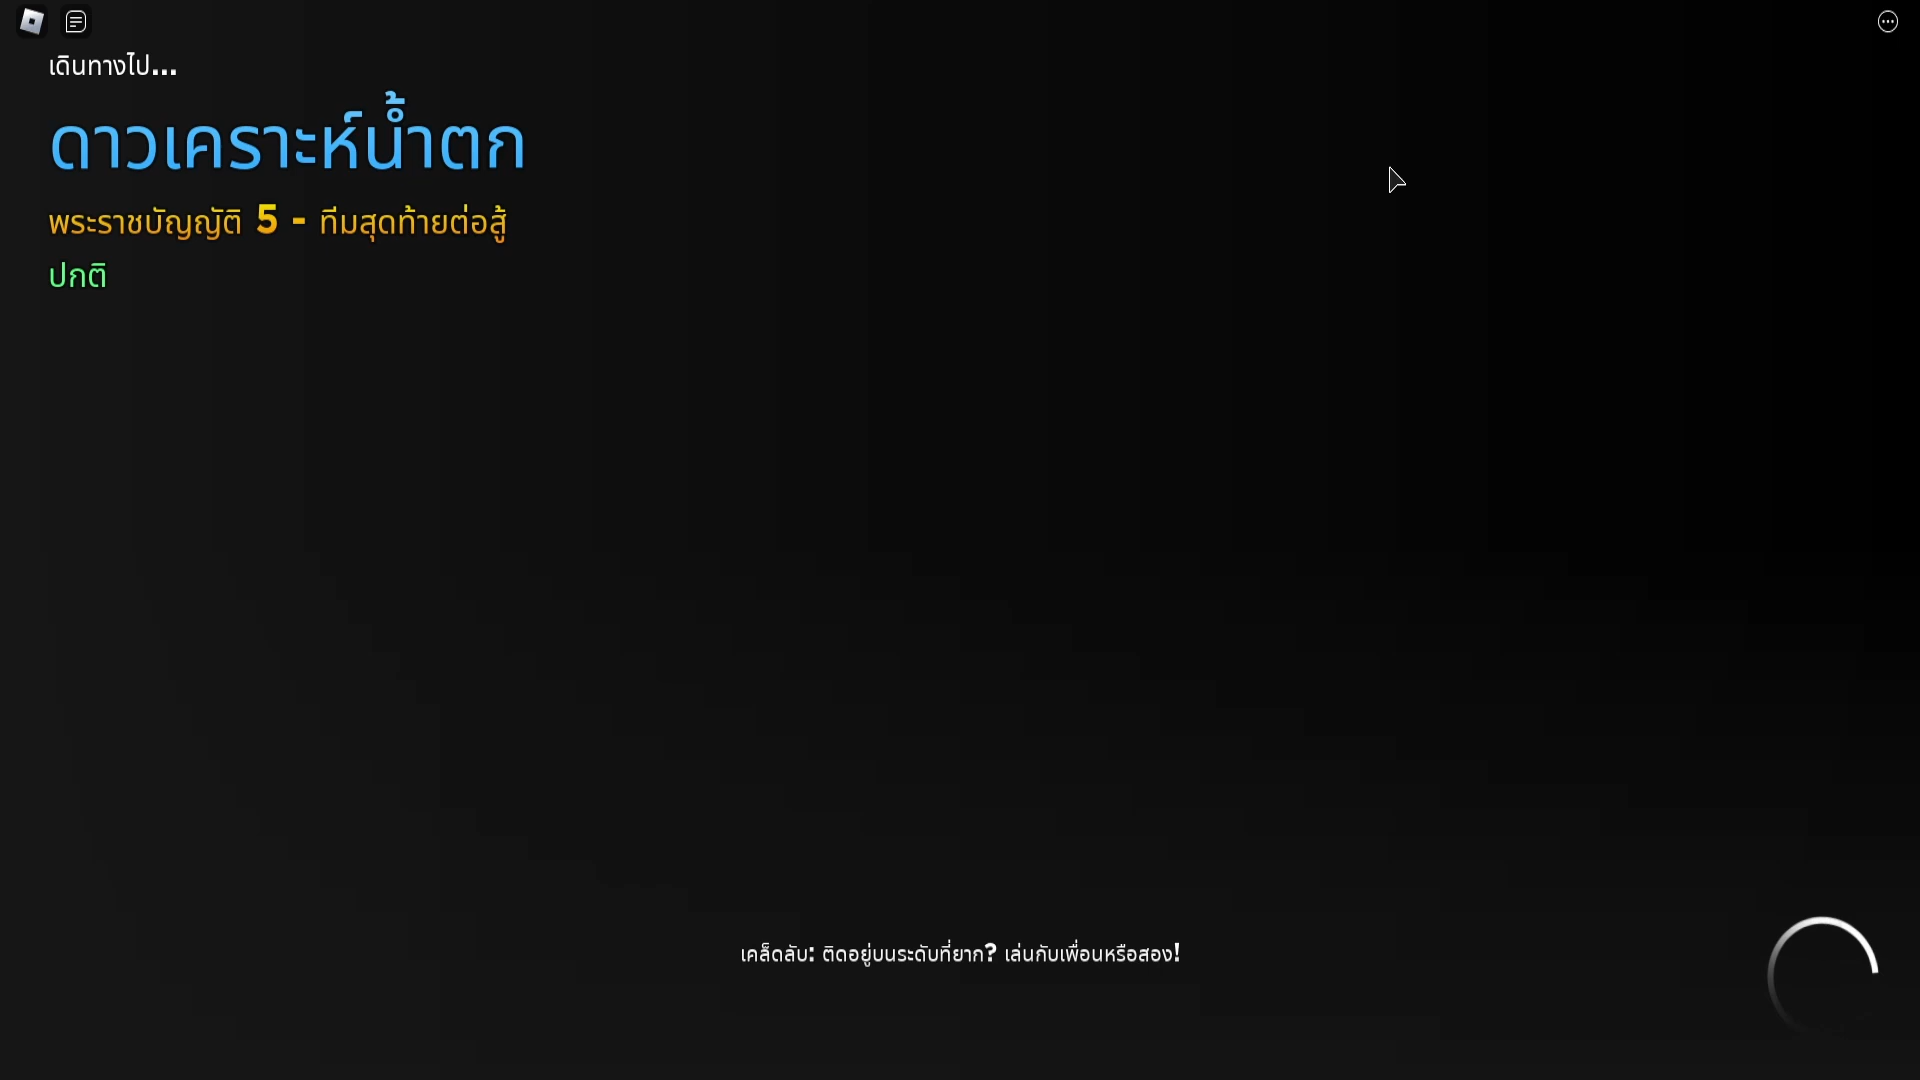 เดินทางไป...
ดาวเคราะห์น้ำตก
พระราชบัญญัติ 5 - ทีมสุดท้ายต่อสู้
ปกติ
เคล็ดลับ: ติดอยู่บนระดับที่ยาก? เล่นกับเพื่อนหรือสอง!